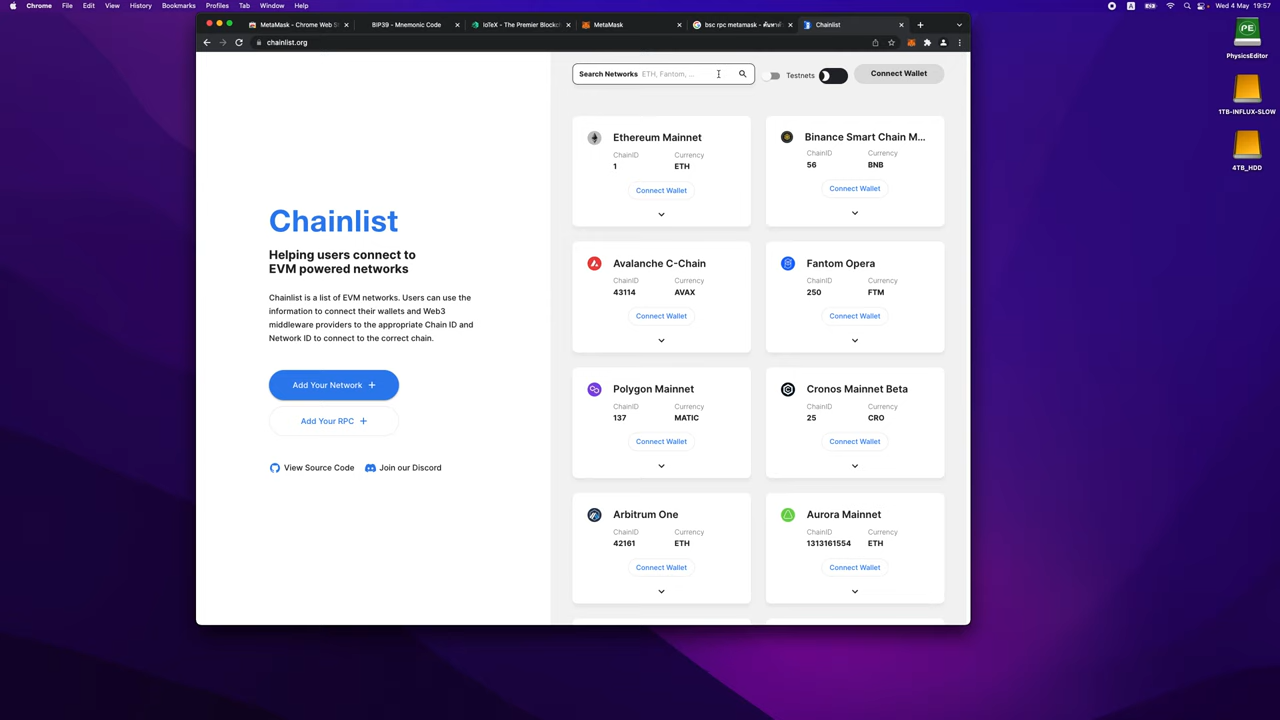 Chrome File Edit View History Bookmarks Profiles Tab Window Help
A Wed 4 May 19:57
MetaMask - Chrome Web S
BIP39 - Mnemonic Code
IoTeX - The Premier Blockch
MetaMask
bsc rpc metamask - ค้นหาด้
Chainlist
chainlist.org
Search Networks ETH, Fantom, ...
Testnets
Connect Wallet
Chainlist
Helping users connect to
EVM powered networks
Chainlist is a list of EVM networks. Users can use the
information to connect their wallets and Web3
middleware providers to the appropriate Chain ID and
Network ID to connect to the correct chain.
Add Your Network +
Add Your RPC +
View Source Code Join our Discord
Ethereum Mainnet
ChainID Currency
1 ETH
Connect Wallet
Binance Smart Chain M...
ChainID Currency
56 BNB
Connect Wallet
Avalanche C-Chain
ChainID Currency
43114 AVAX
Connect Wallet
Fantom Opera
ChainID Currency
250 FTM
Connect Wallet
Polygon Mainnet
ChainID Currency
137 MATIC
Connect Wallet
Cronos Mainnet Beta
ChainID Currency
25 CRO
Connect Wallet
Arbitrum One
ChainID Currency
42161 ETH
Connect Wallet
Aurora Mainnet
ChainID Currency
1313161554 ETH
Connect Wallet
PE
PhysicsEditor
1TB-INFLUX-SLOW
4TB_HDD